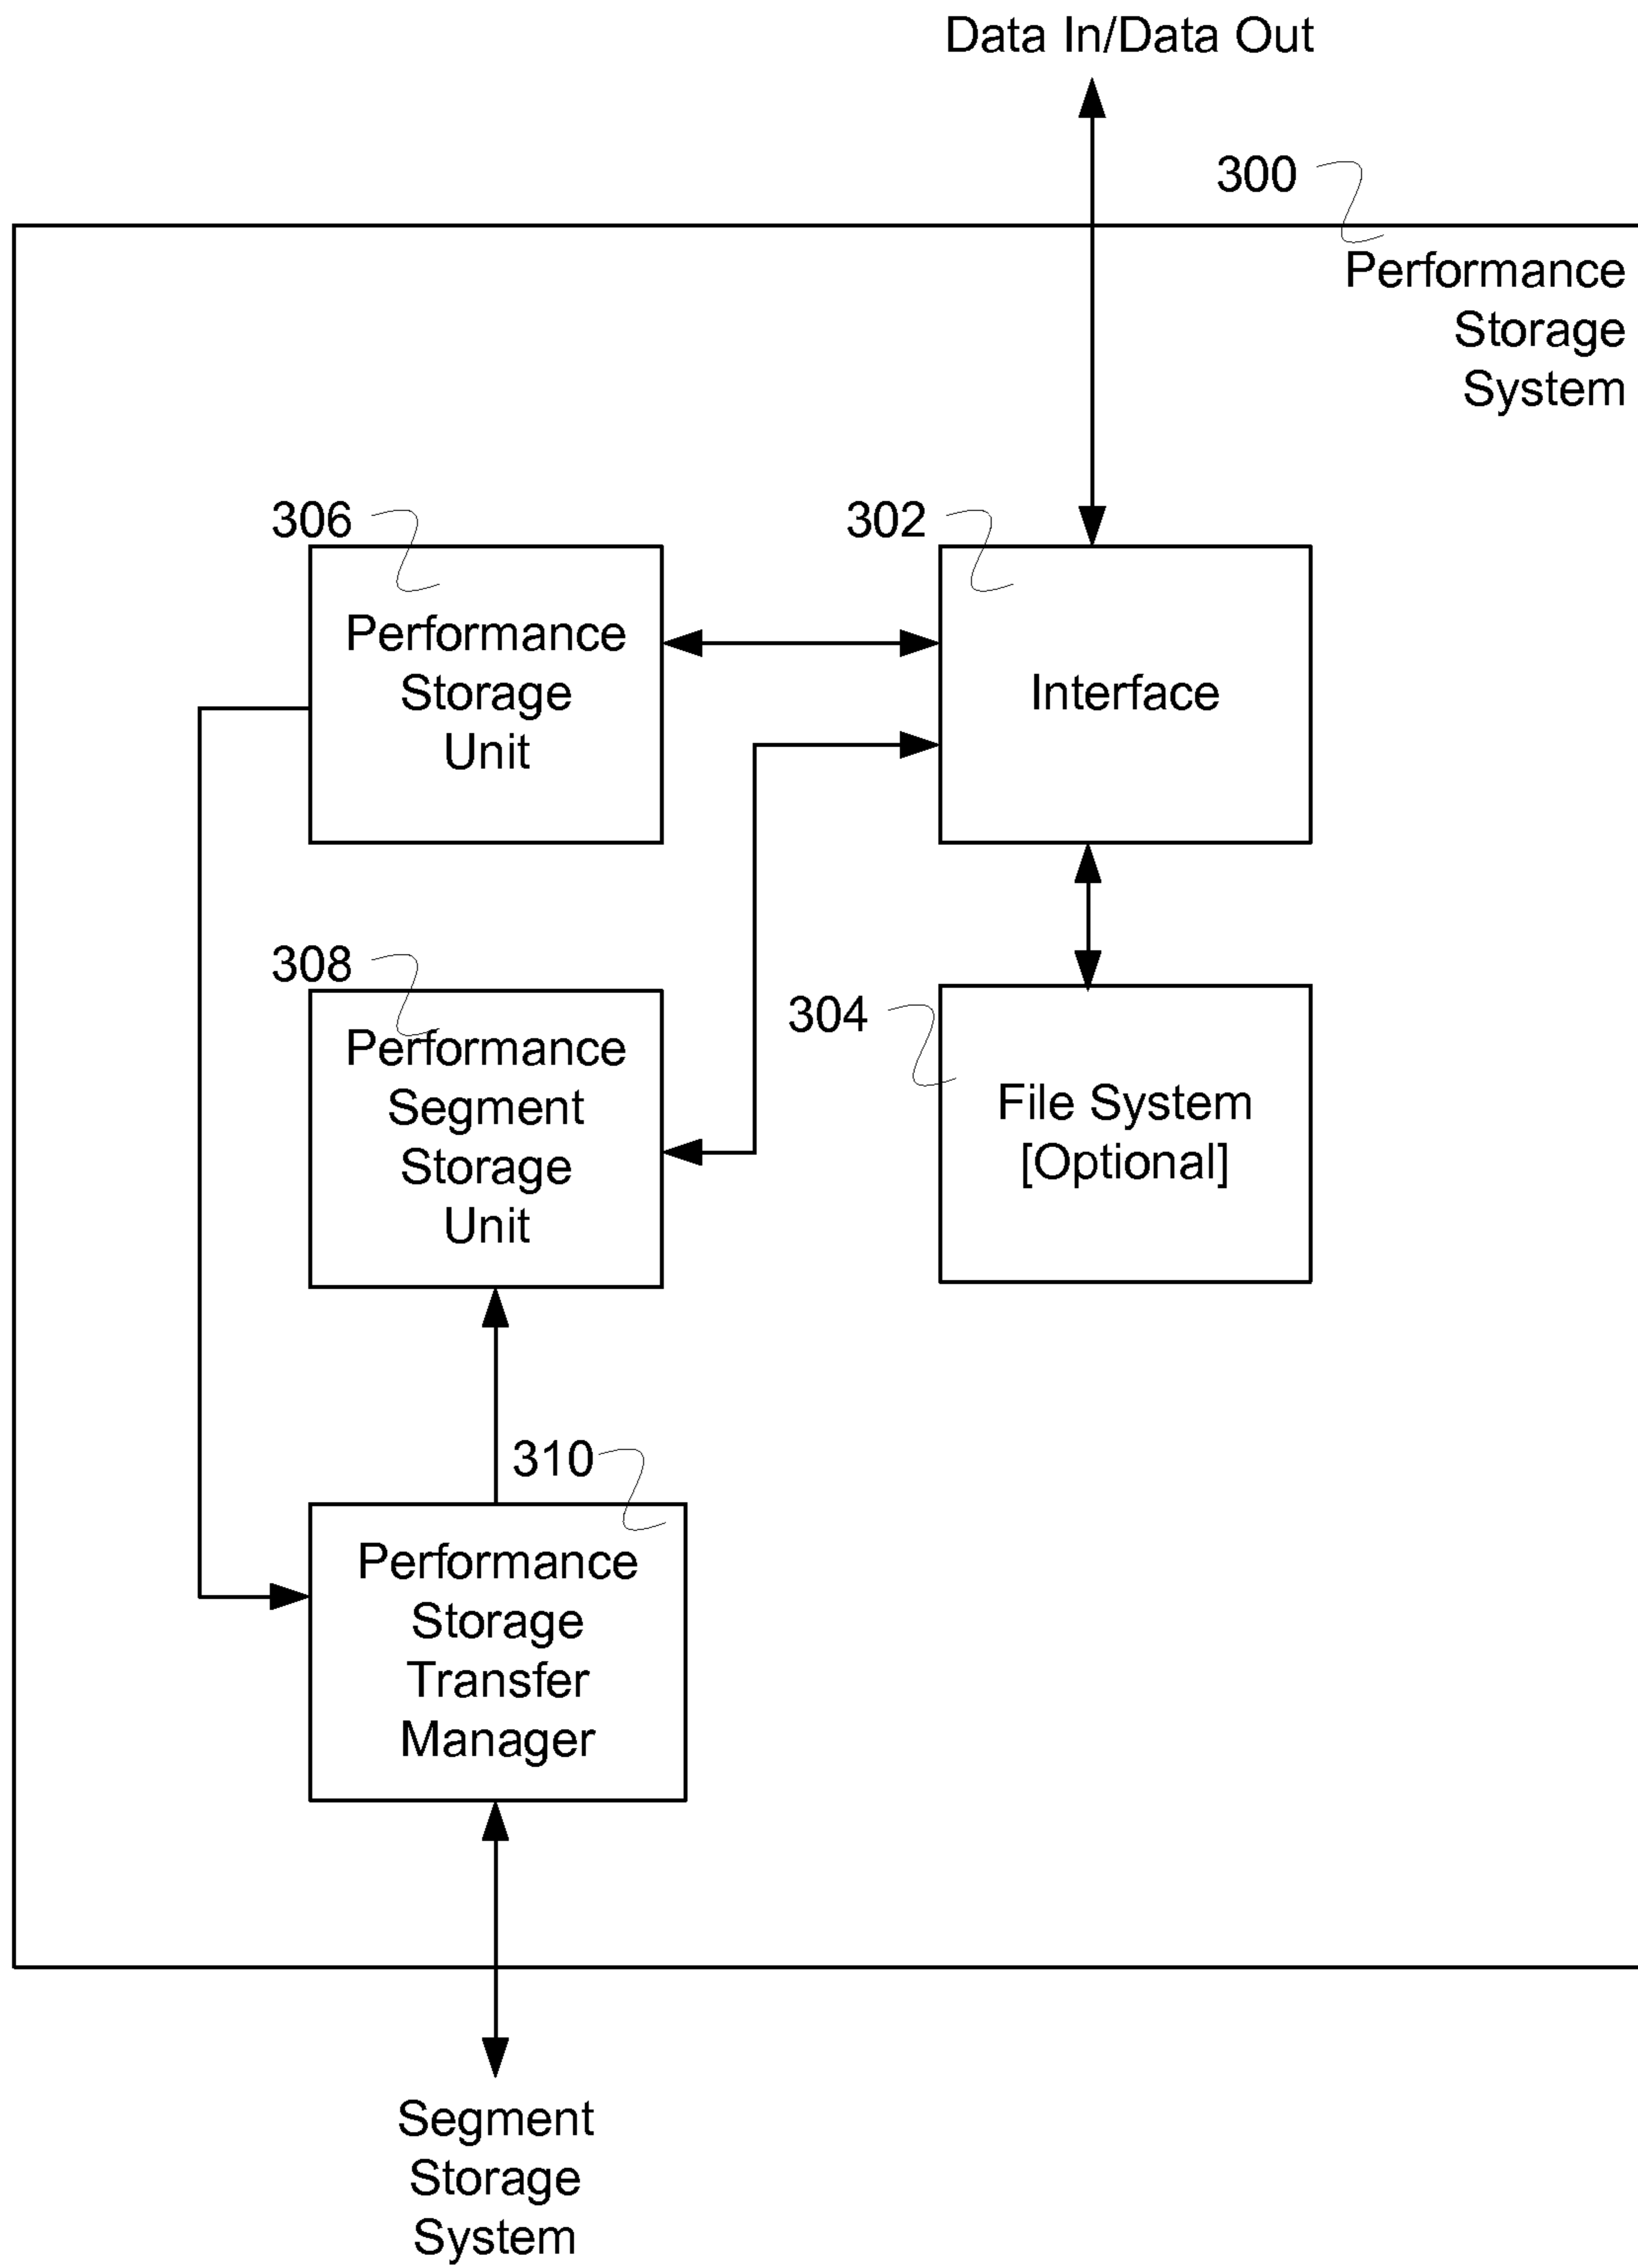 Data In/Data Out
300
Performance
Storage
System
306
302
Performance
Storage
Unit
Interface
308
304
Performance
Segment
Storage
Unit
File System
[Optional]
310
Performance
Storage
Transfer
Manager
Segment
Storage
System